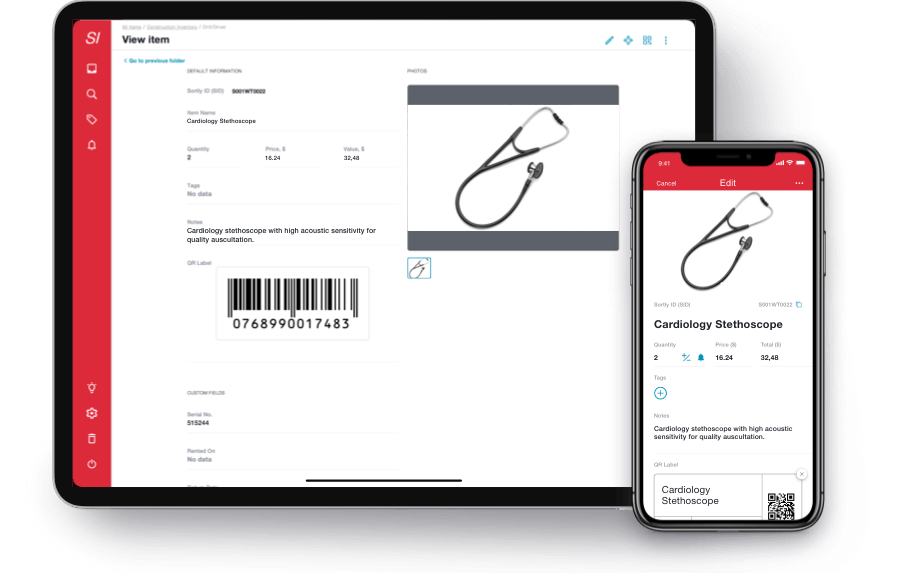 SI
SI Items / Construction Inventory / Drill/Driver
View item
< Go to previous folder
DEFAULT INFORMATION
Sortly ID (SID) S001WT0022
Item Name
Cardiology Stethoscope
Quantity Price, $ Value, $
2 16.24 32,48
Tags
No data
Notes
Cardiology stethoscope with high acoustic sensitivity for
quality auscultation.
QR Label
0768990017483
CUSTOM FIELDS
Serial No.
515244
Rented On
No data
PHOTOS
9:41
Cancel Edit
Sortly ID (SID) S001WT0022
Cardiology Stethoscope
Quantity Price ($) Total ($)
2 16.24 32,48
Tags
Notes
Cardiology stethoscope with high acoustic
sensitivity for quality auscultation.
QR Label
Cardiology
Stethoscope